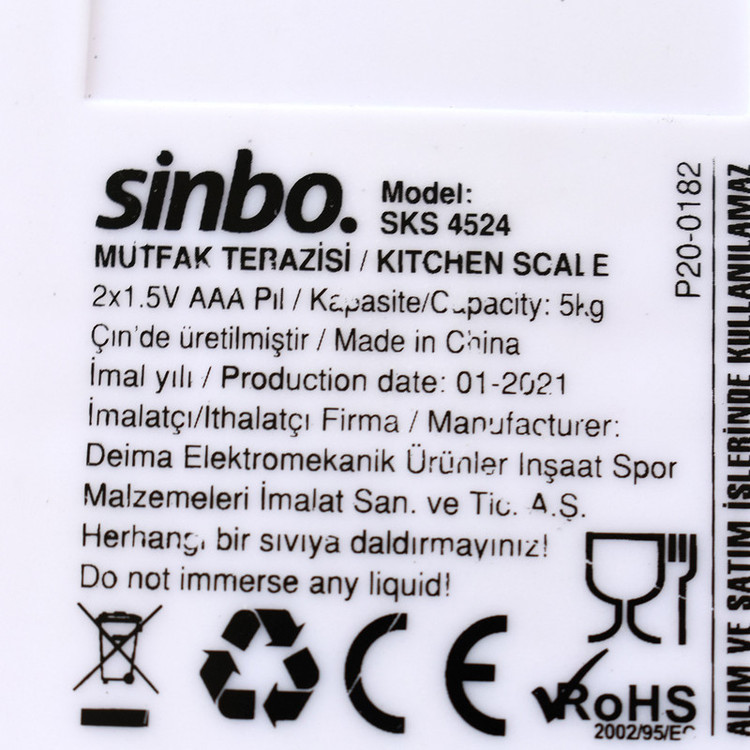 sinbo.
Model:
SKS 4524
MUTFAK TERAZİSİ / KITCHEN SCALE
2x1.5V AAA Pil / Kapasite/Capacity: 5kg
Çin'de üretilmiştir / Made in China
İmal yılı / Production date: 01-2021
İmalatçı/İthalatçı Firma / Manufacturer:
Deima Elektromekanik Ürünler İnşaat Spor
Malzemeleri İmalat San. ve Tic. A.Ş.
Herhangi bir sıvıya daldırmayınız!
Do not immerse any liquid!
CE
RoHS
2002/95/EC
P20-0182
ALIM VE SATIM İŞLERİNDE KULLANILAMAZ